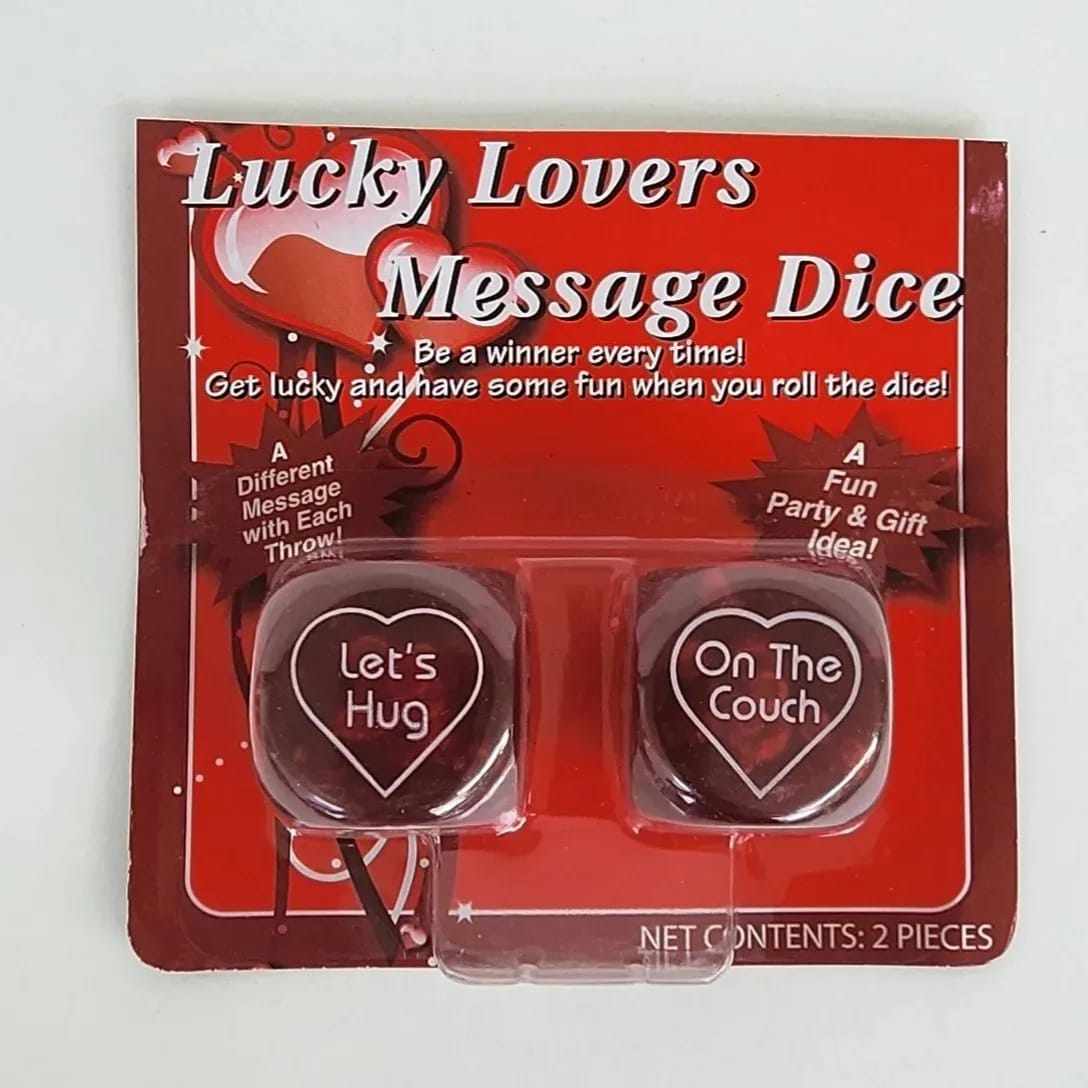 Lucky Lovers
Message Dice
Be a winner every time!
Get lucky and have some fun when you roll the dice!
A
Different
Message
with Each
Throw!
A
Fun
Party & Gift
Idea!
Let's
Hug
On The
Couch
NET CONTENTS: 2 PIECES